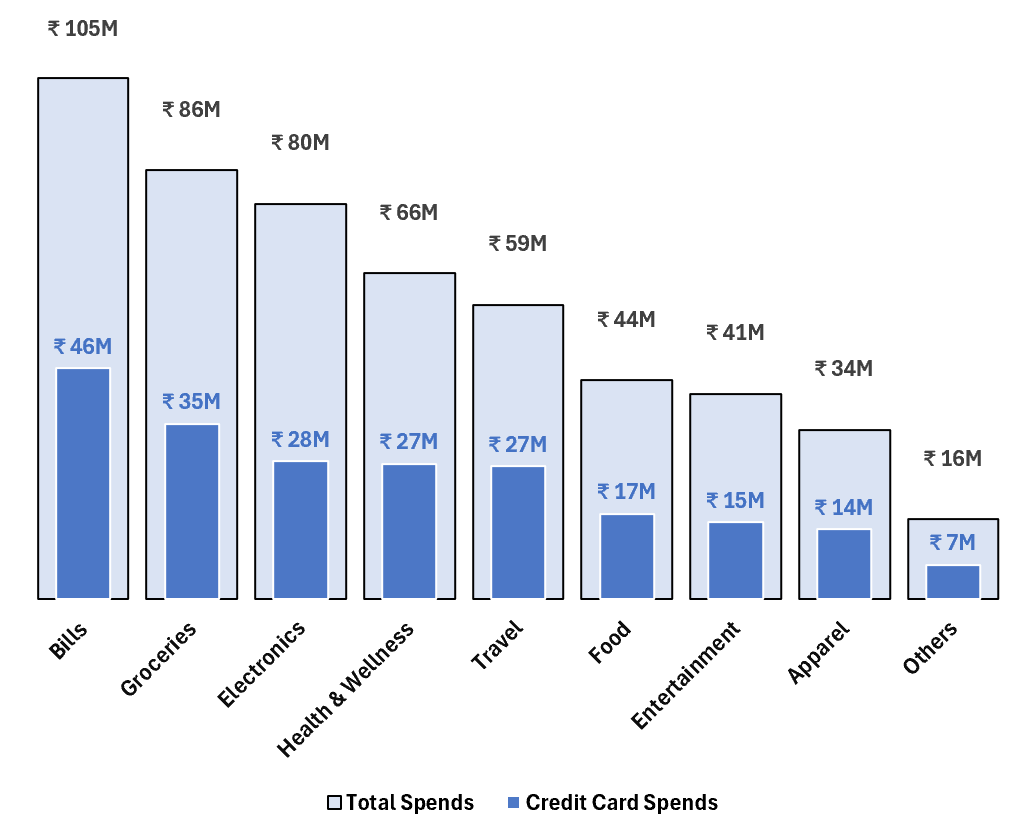 ₹ 105M
₹ 86M
₹ 80M
₹ 66M
₹ 59M
₹ 44M
₹ 41M
₹ 34M
₹ 16M
₹ 46M
₹ 35M
₹ 28M
₹ 27M
₹ 27M
₹ 17M
₹ 15M
₹ 14M
₹ 7M
Bills
Groceries
Electronics
Health & Wellness
Travel
Food
Entertainment
Apparel
Others
Total Spends
Credit Card Spends